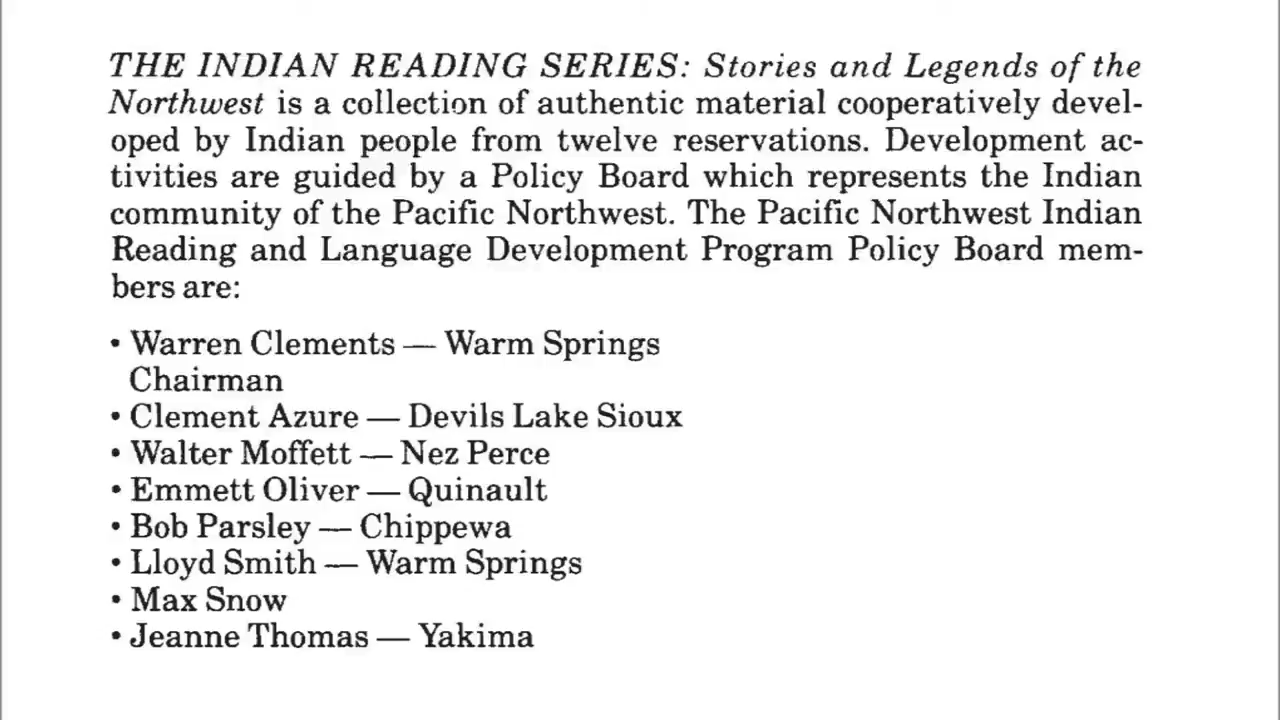 THE INDIAN READING SERIES: Stories and Legends of the
Northwest is a collection of authentic material cooperatively devel-
oped by Indian people from twelve reservations. Development ac-
tivities are guided by a Policy Board which represents the Indian
community of the Pacific Northwest. The Pacific Northwest Indian
Reading and Language Development Program Policy Board mem-
bers are:
• Warren Clements — Warm Springs
Chairman
• Clement Azure — Devils Lake Sioux
• Walter Moffett — Nez Perce
• Emmett Oliver — Quinault
• Bob Parsley — Chippewa
• Lloyd Smith — Warm Springs
• Max Snow
• Jeanne Thomas — Yakima